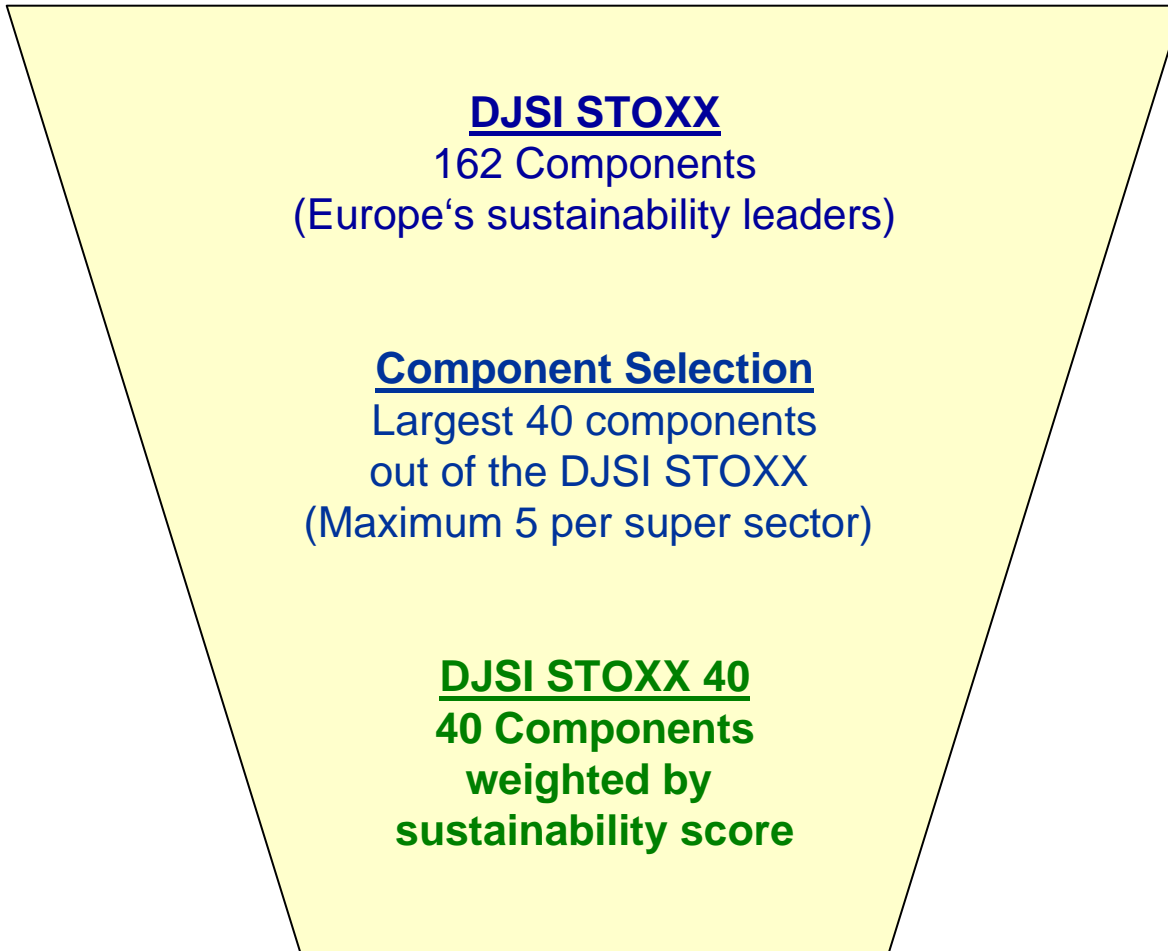 DJSI STOXX
162 Components
(Europe‘s sustainability leaders)
Component Selection
Largest 40 components
out of the DJSI STOXX
(Maximum 5 per super sector)
DJSI STOXX 40
40 Components
weighted by
sustainability score